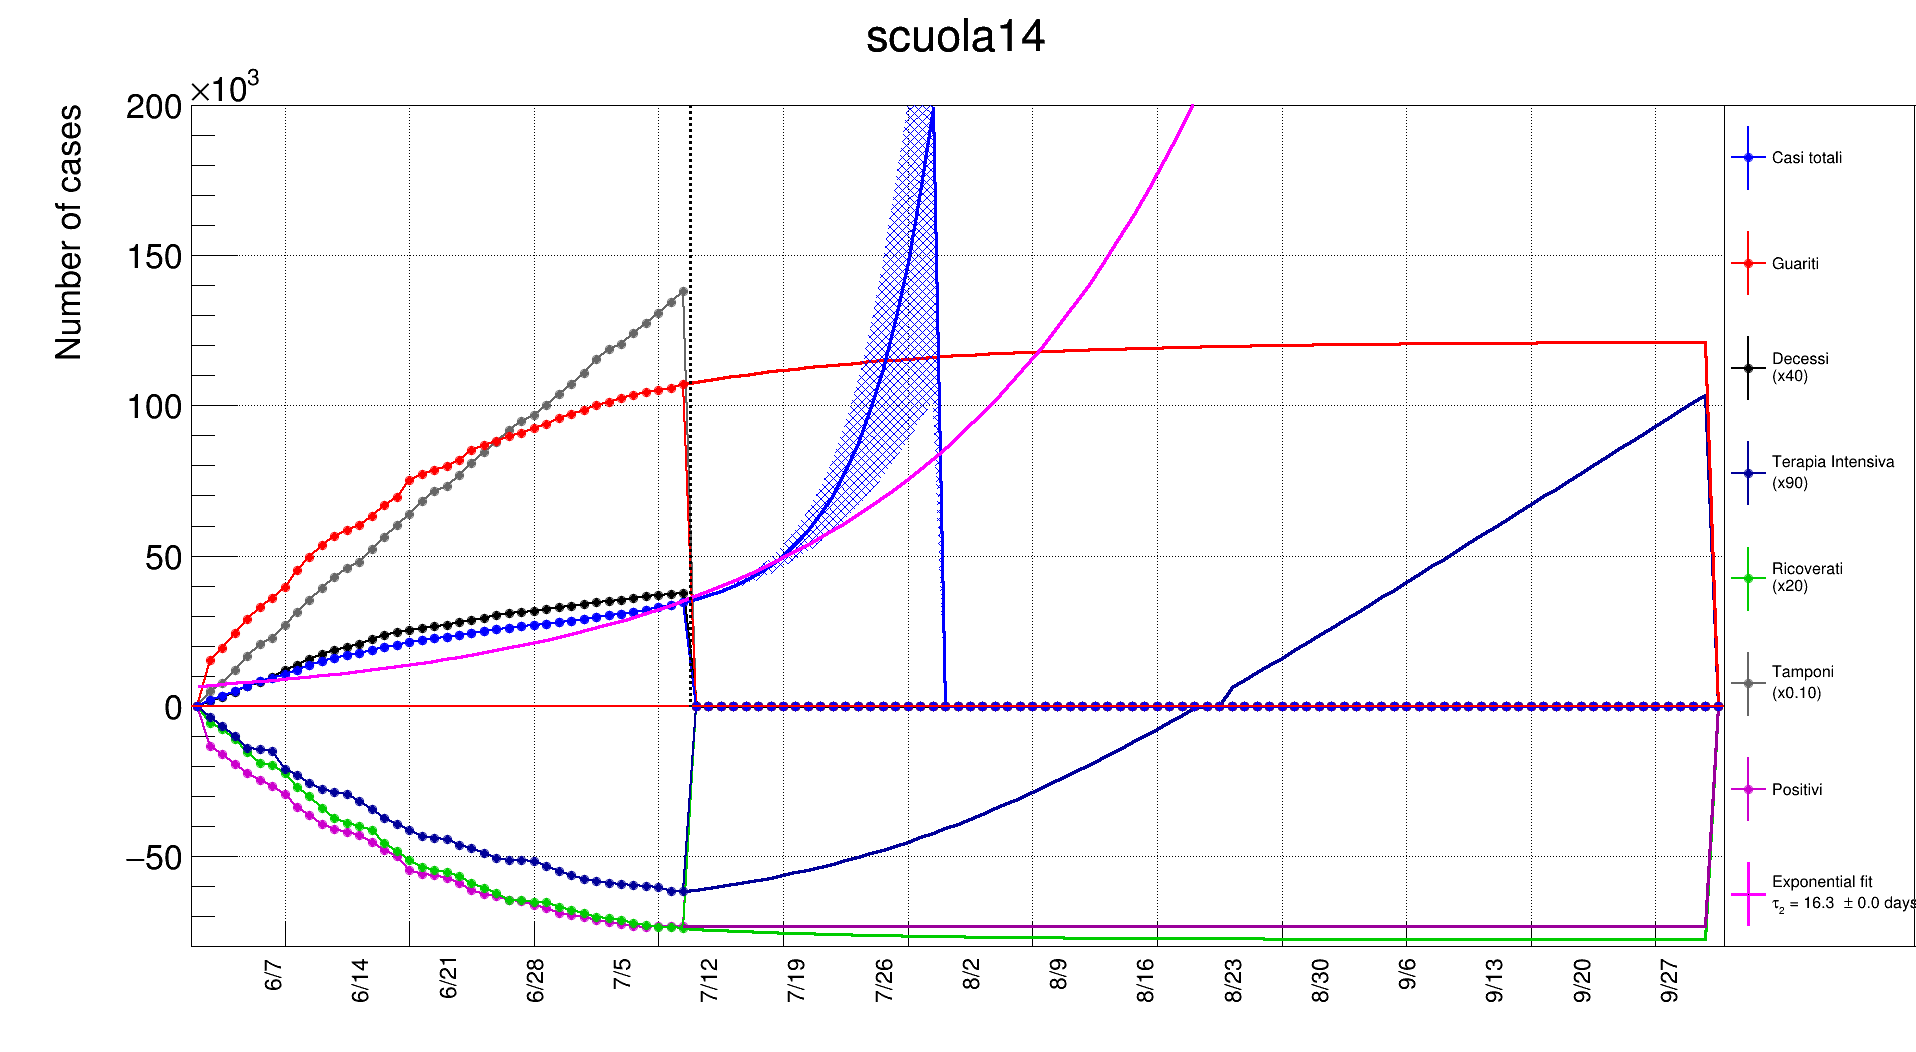 scuola14
×10³
Number of cases
200
150
100
50
0
−50
6/7
6/14
6/21
6/28
7/5
7/12
7/19
7/26
8/2
8/9
8/16
8/23
8/30
9/6
9/13
9/20
9/27
Casi totali
Guariti
Decessi
(x40)
Terapia Intensiva
(x90)
Ricoverati
(x20)
Tamponi
(x0.10)
Positivi
Exponential fit
τ₂ = 16.3 ± 0.0 days